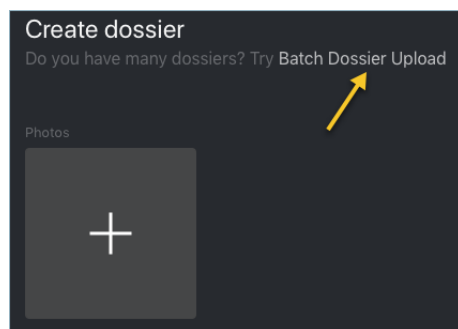 Create dossier
Do you have many dossiers? Try Batch Dossier Upload
Photos